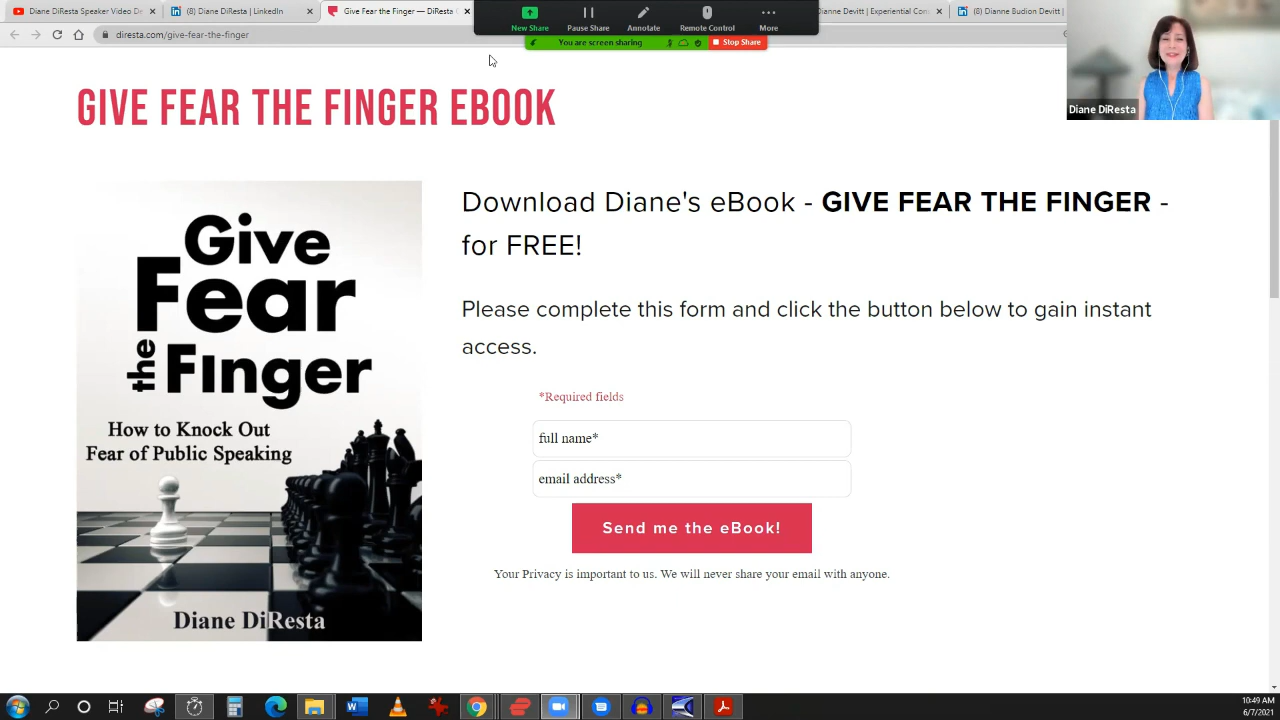 Diane DiResta Speaker Video D
(20) Diane DiResta | LinkedIn
Give Fear the Finger — DiResta C
New Share
Pause Share
Annotate
Remote Control
More
Diane Devitt | Experiential Con
(20) Diane Budion Devitt | Linke
You are screen sharing
Stop Share
diresta.com/give-fear-the-finger
Diane DiResta
GIVE FEAR THE FINGER EBOOK
Give
Fear
the
Finger
How to Knock Out
Fear of Public Speaking
Diane DiResta
Download Diane's eBook - GIVE FEAR THE FINGER -
for FREE!
Please complete this form and click the button below to gain instant
access.
*Required fields
full name*
email address*
Send me the eBook!
Your Privacy is important to us. We will never share your email with anyone.
10:49 AM
6/7/2021